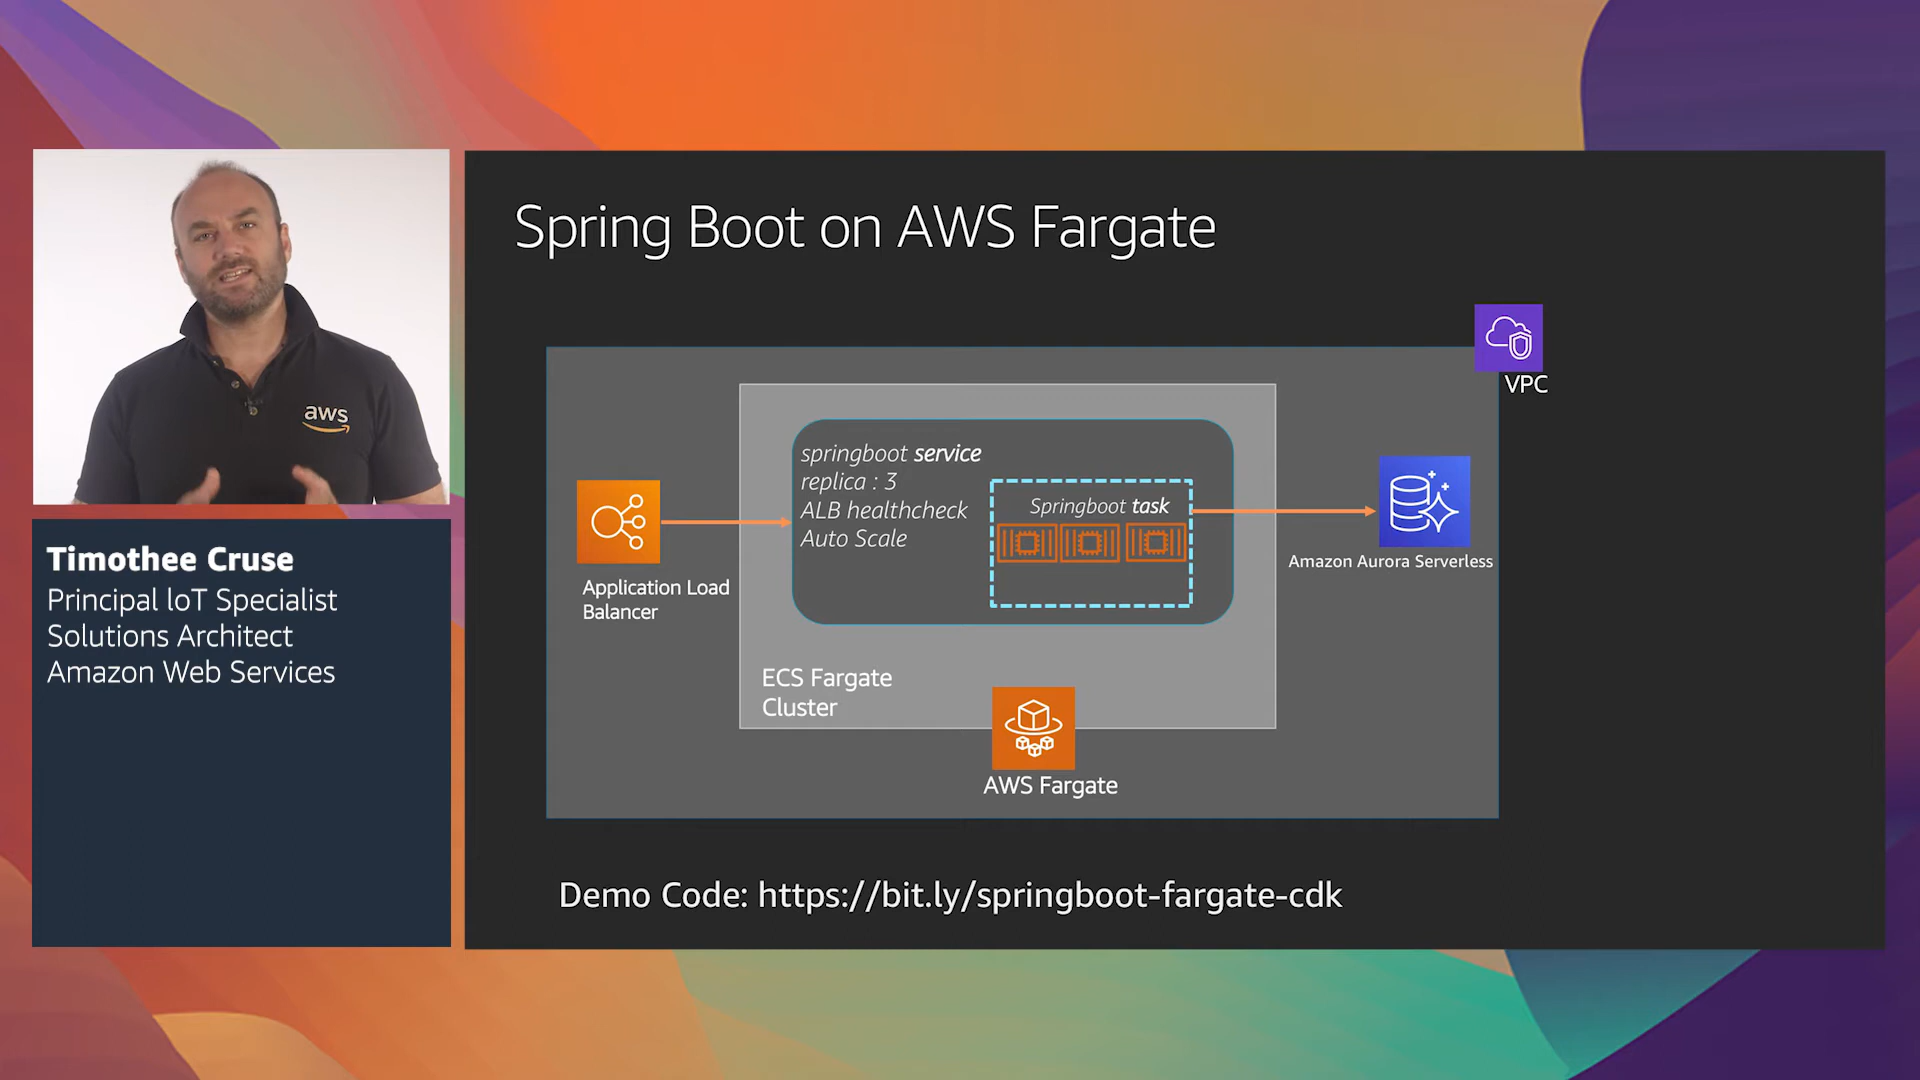 aws
Timothee Cruse
Principal IoT Specialist
Solutions Architect
Amazon Web Services
Spring Boot on AWS Fargate
VPC
springboot service
replica : 3
ALB healthcheck
Auto Scale
Springboot task
Application Load
Balancer
Amazon Aurora Serverless
ECS Fargate
Cluster
AWS Fargate
Demo Code: https://bit.ly/springboot-fargate-cdk